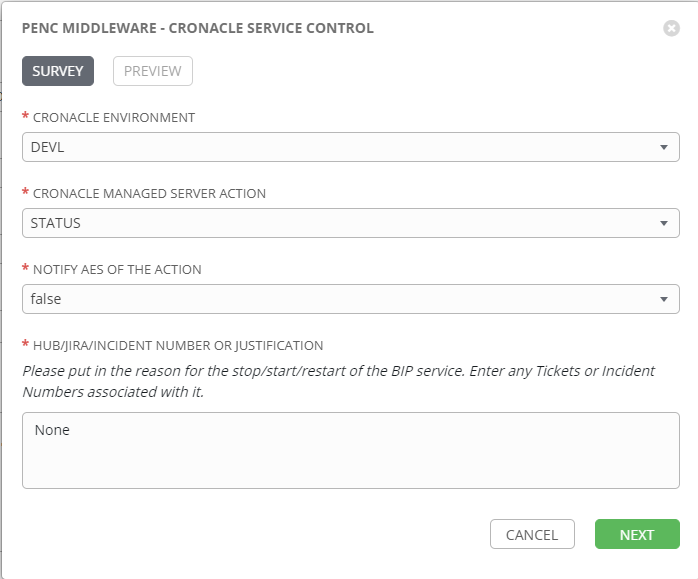 PENC MIDDLEWARE - CRONACLE SERVICE CONTROL
SURVEY
PREVIEW
* CRONACLE ENVIRONMENT
DEVL
* CRONACLE MANAGED SERVER ACTION
STATUS
* NOTIFY AES OF THE ACTION
false
* HUB/JIRA/INCIDENT NUMBER OR JUSTIFICATION
Please put in the reason for the stop/start/restart of the BIP service. Enter any Tickets or Incident
Numbers associated with it.
None
CANCEL
NEXT